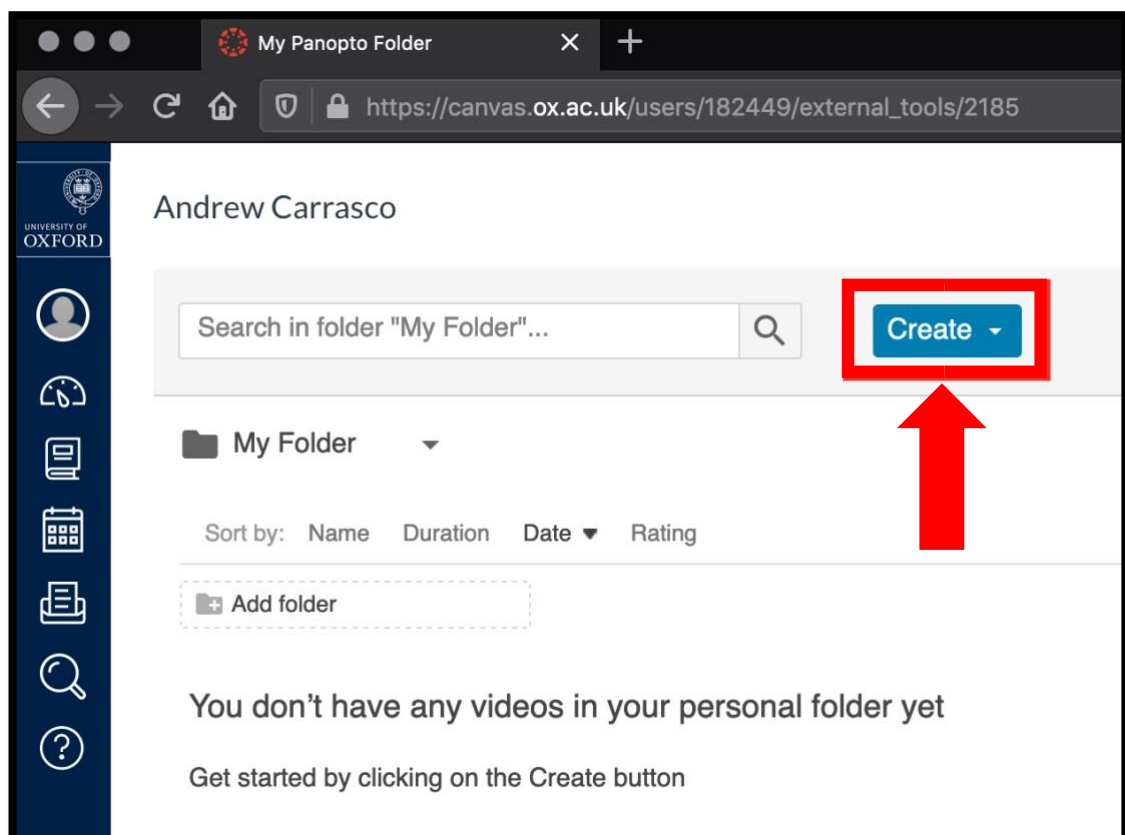 My Panopto Folder
https://canvas.ox.ac.uk/users/182449/external_tools/2185
UNIVERSITY OF
OXFORD
Andrew Carrasco
Search in folder "My Folder"...
Create
My Folder
Sort by: Name Duration Date Rating
Add folder
You don’t have any videos in your personal folder yet
Get started by clicking on the Create button